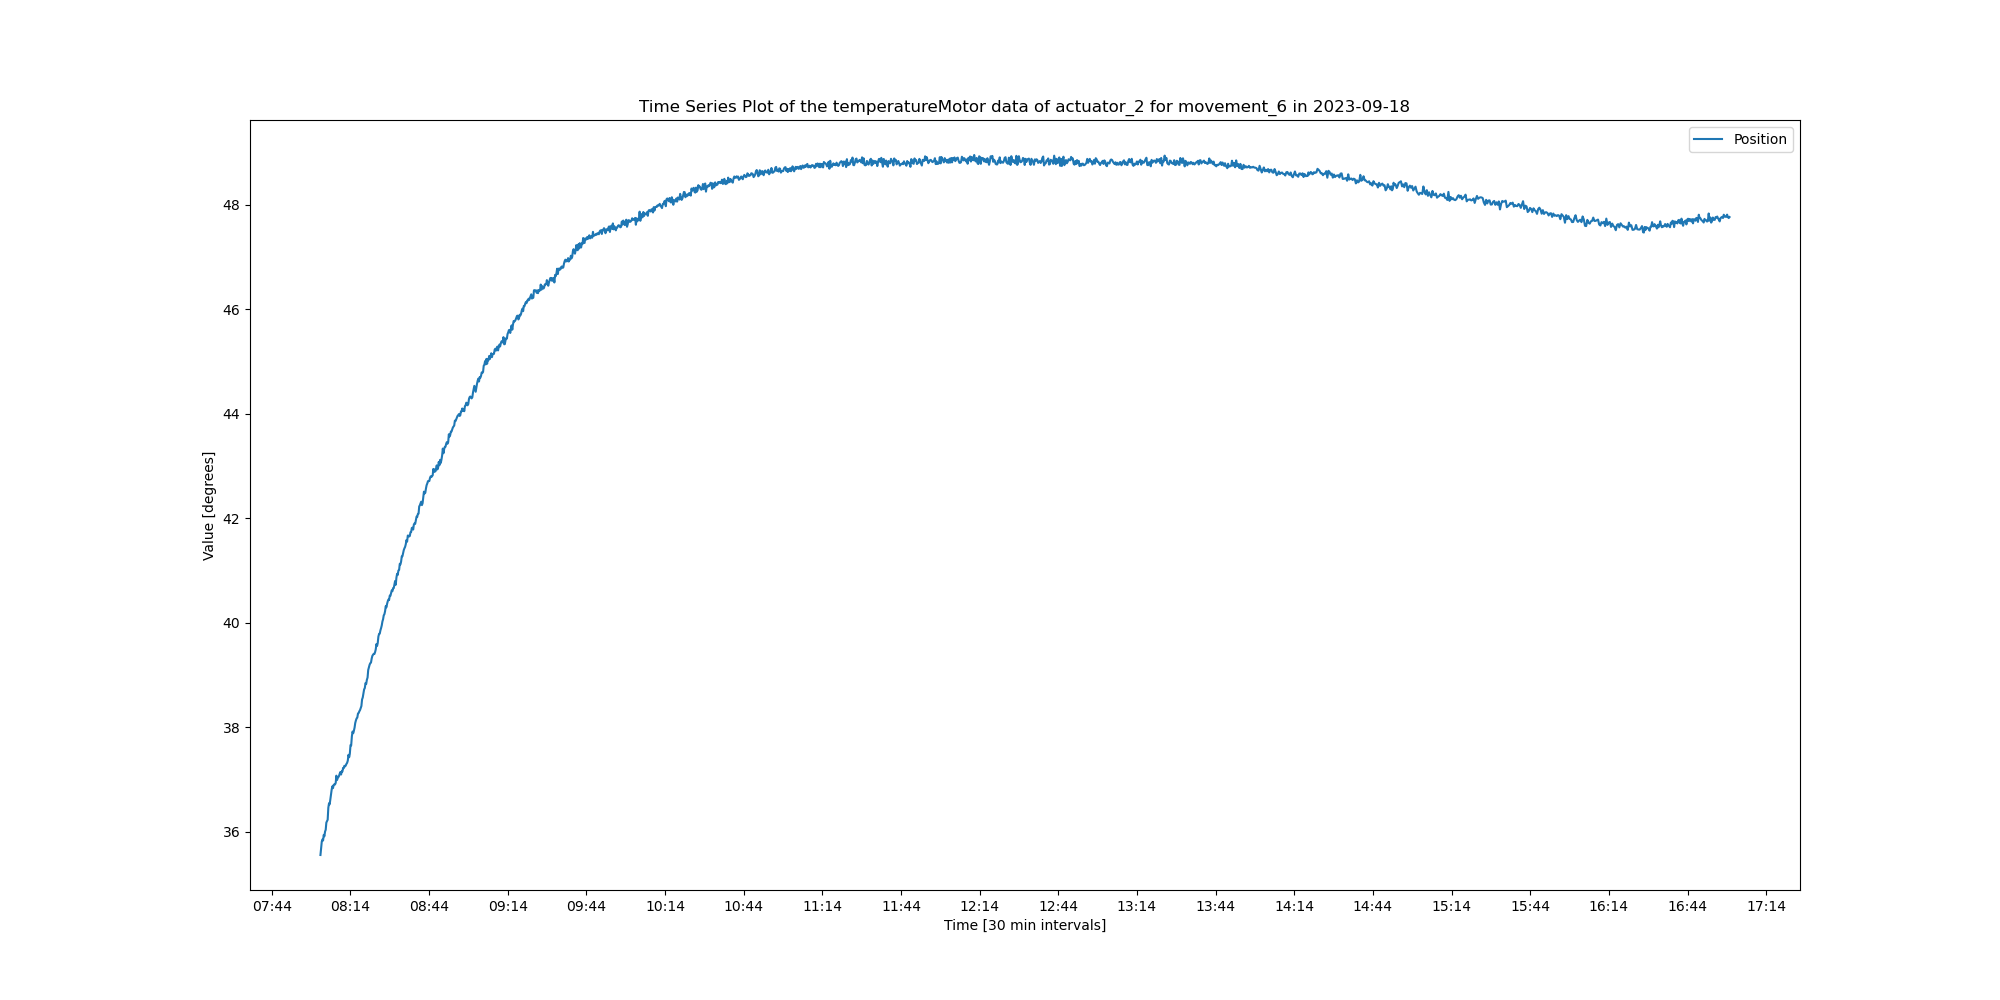 Time Series Plot of the temperatureMotor data of actuator_2 for movement_6 in 2023-09-18
Position
Value [degrees]
48
46
44
42
40
38
36
07:44 08:14 08:44 09:14 09:44 10:14 10:44 11:14 11:44 12:14 12:44 13:14 13:44 14:14 14:44 15:14 15:44 16:14 16:44 17:14
Time [30 min intervals]